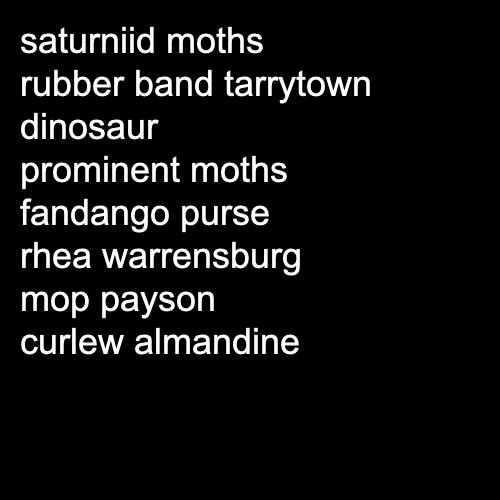 saturniid moths
rubber band tarrytown
dinosaur
prominent moths
fandango purse
rhea warrensburg
mop payson
curlew almandine